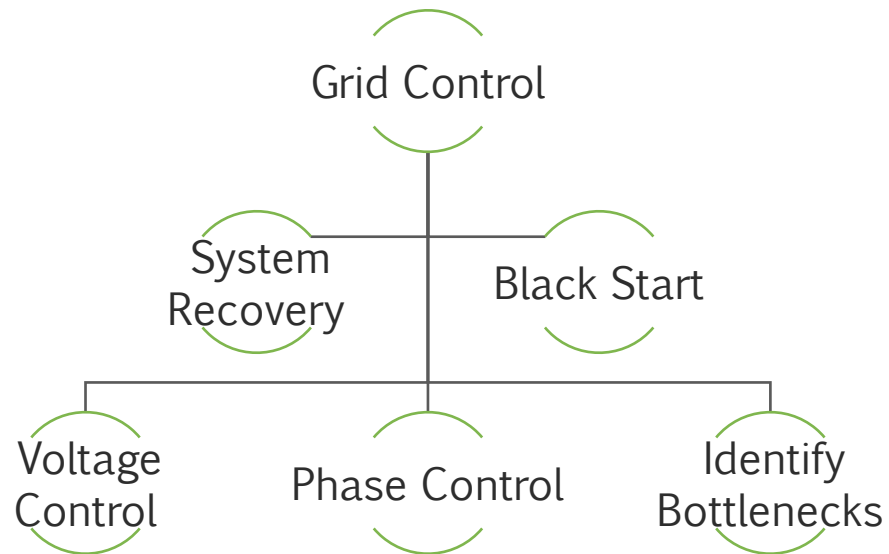 Grid Control
System
Recovery
Black Start
Voltage
Control
Phase Control
Identify
Bottlenecks